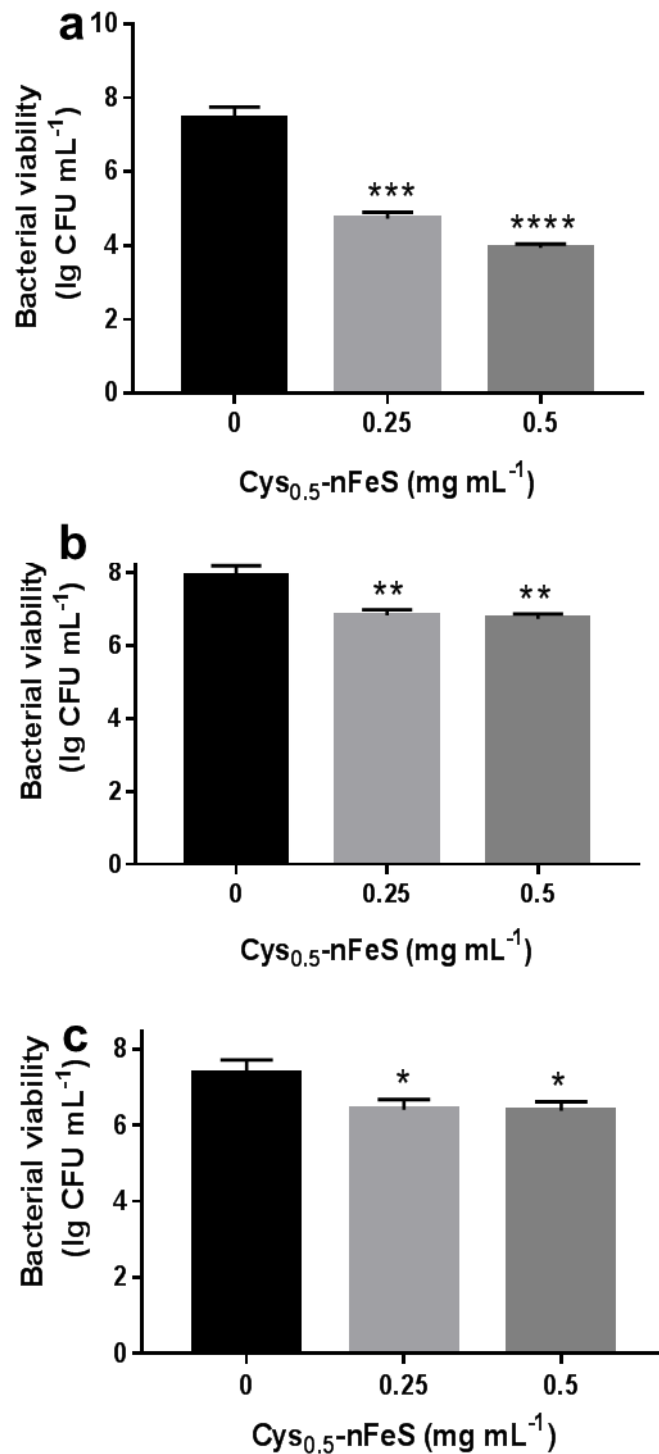 a
Bacterial viability
(lg CFU mL⁻¹)
10
8
6
4
2
0
***
****
0 0.25 0.5
Cys₀.₅-nFeS (mg mL⁻¹)
b
Bacterial viability
(lg CFU mL⁻¹)
8
6
4
2
0
** **
0 0.25 0.5
Cys₀.₅-nFeS (mg mL⁻¹)
c
Bacterial viability
(lg CFU mL⁻¹)
8
6
4
2
0
* *
0 0.25 0.5
Cys₀.₅-nFeS (mg mL⁻¹)